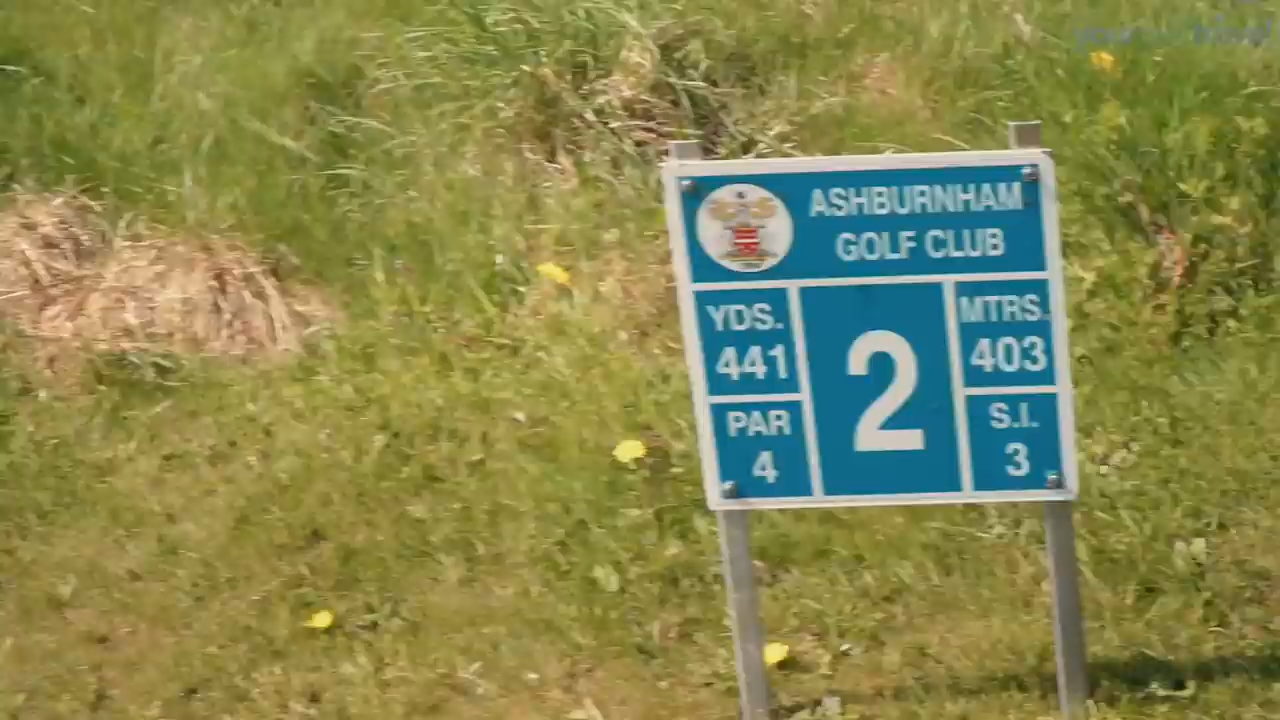 ASHBURNHAM
GOLF CLUB
YDS.
441
2
MTRS.
403
PAR
4
S.I.
3